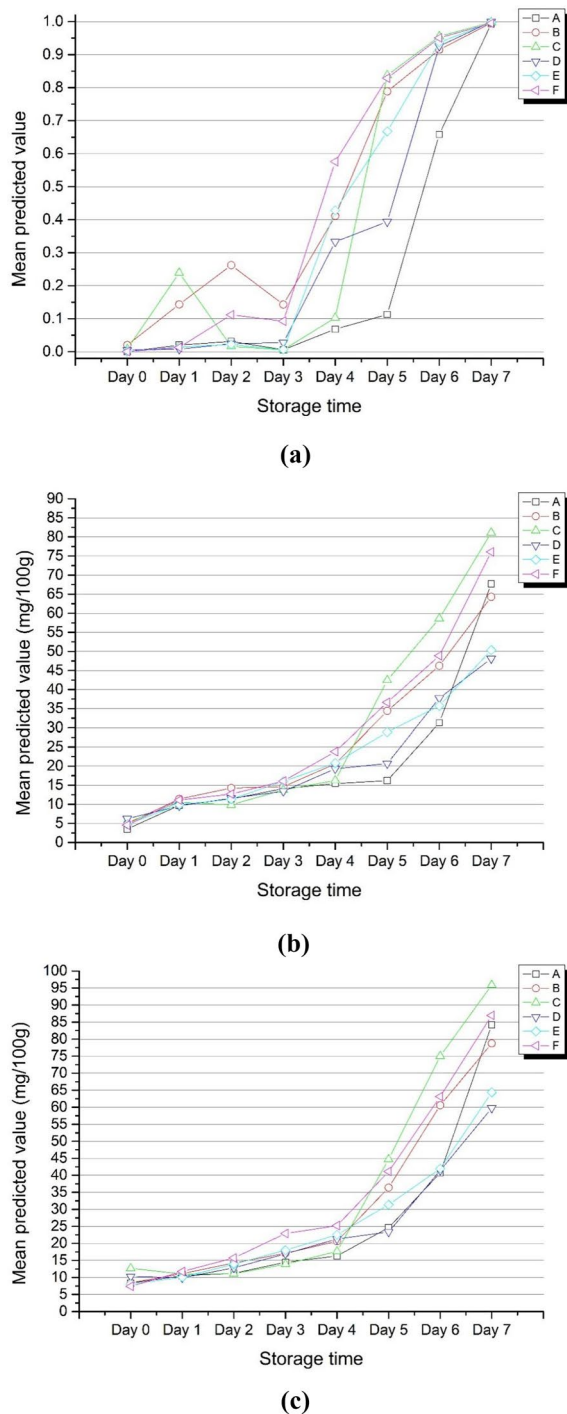 1.0
0.9
0.8
0.7
0.6
0.5
0.4
0.3
0.2
0.1
0.0
Mean predicted value
Day 0 Day 1 Day 2 Day 3 Day 4 Day 5 Day 6 Day 7
Storage time
A
B
C
D
E
F
(a)
90
85
80
75
70
65
60
55
50
45
40
35
30
25
20
15
10
5
0
Mean predicted value (mg/100g)
Day 0 Day 1 Day 2 Day 3 Day 4 Day 5 Day 6 Day 7
Storage time
A
B
C
D
E
F
(b)
100
95
90
85
80
75
70
65
60
55
50
45
40
35
30
25
20
15
10
5
0
Mean predicted value (mg/100g)
Day 0 Day 1 Day 2 Day 3 Day 4 Day 5 Day 6 Day 7
Storage time
A
B
C
D
E
F
(c)